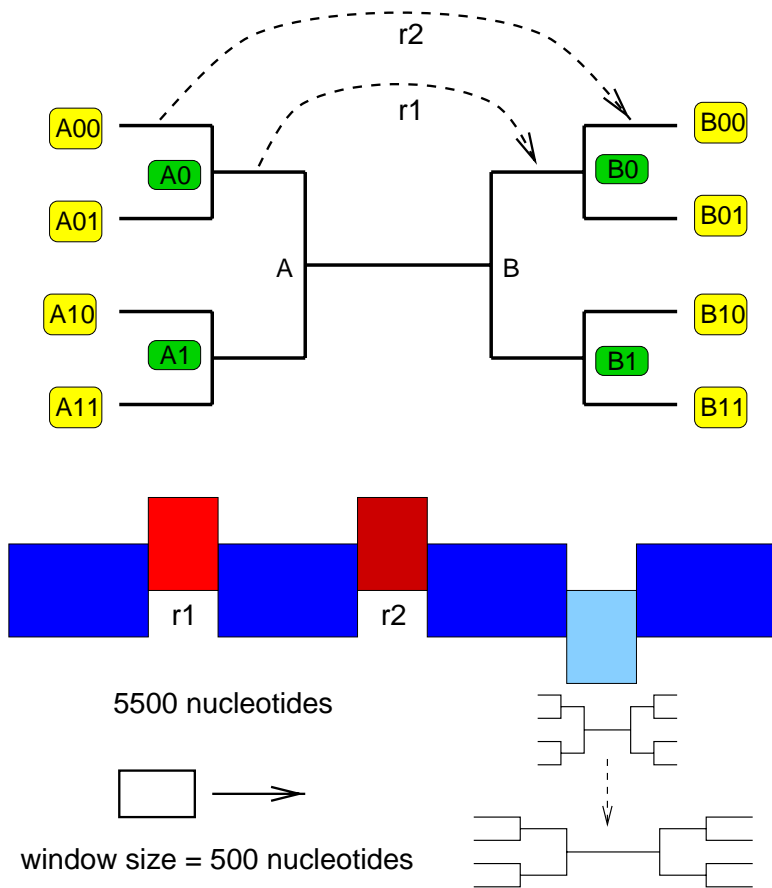 r2
r1
A00
B00
A0
B0
A01
B01
A
B
A10
B10
A1
B1
A11
B11
r1
r2
5500 nucleotides
window size = 500 nucleotides